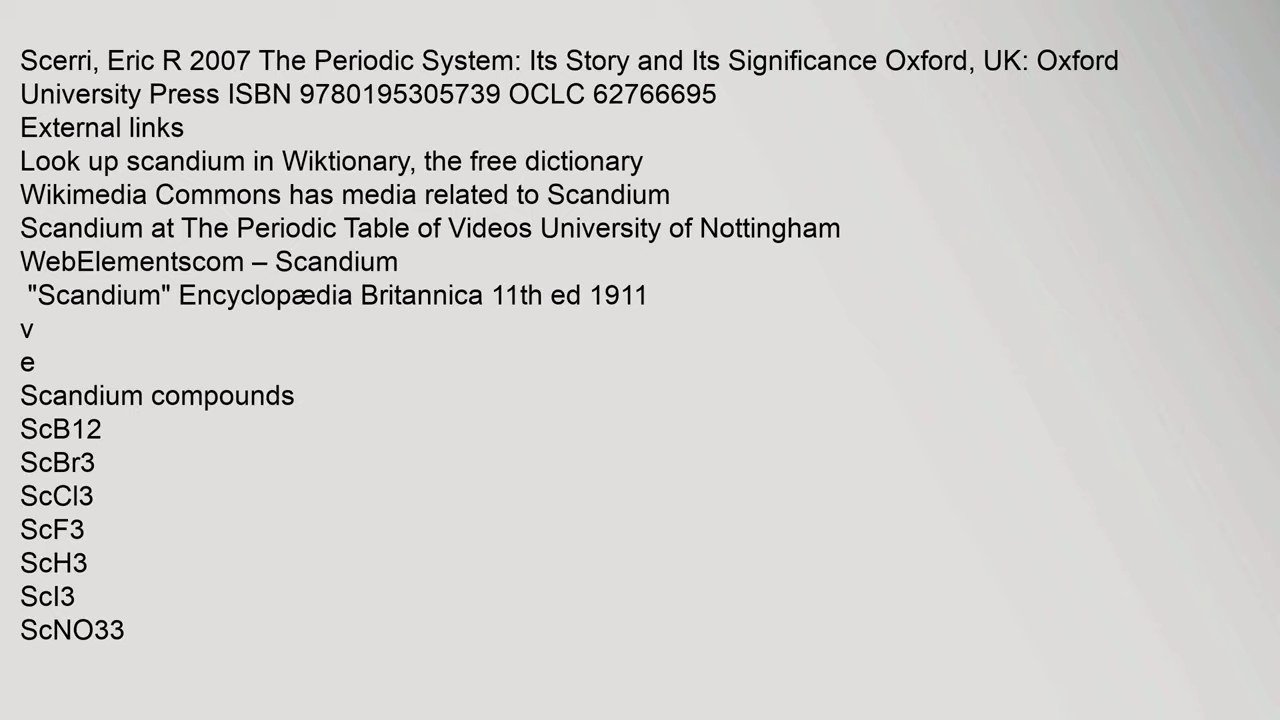 Scerri, Eric R 2007 The Periodic System: Its Story and Its Significance Oxford, UK: Oxford
University Press ISBN 9780195305739 OCLC 62766695
External links
Look up scandium in Wiktionary, the free dictionary
Wikimedia Commons has media related to Scandium
Scandium at The Periodic Table of Videos University of Nottingham
WebElementscom – Scandium
"Scandium" Encyclopædia Britannica 11th ed 1911
v
e
Scandium compounds
ScB12
ScBr3
ScCl3
ScF3
ScH3
ScI3
ScNO33